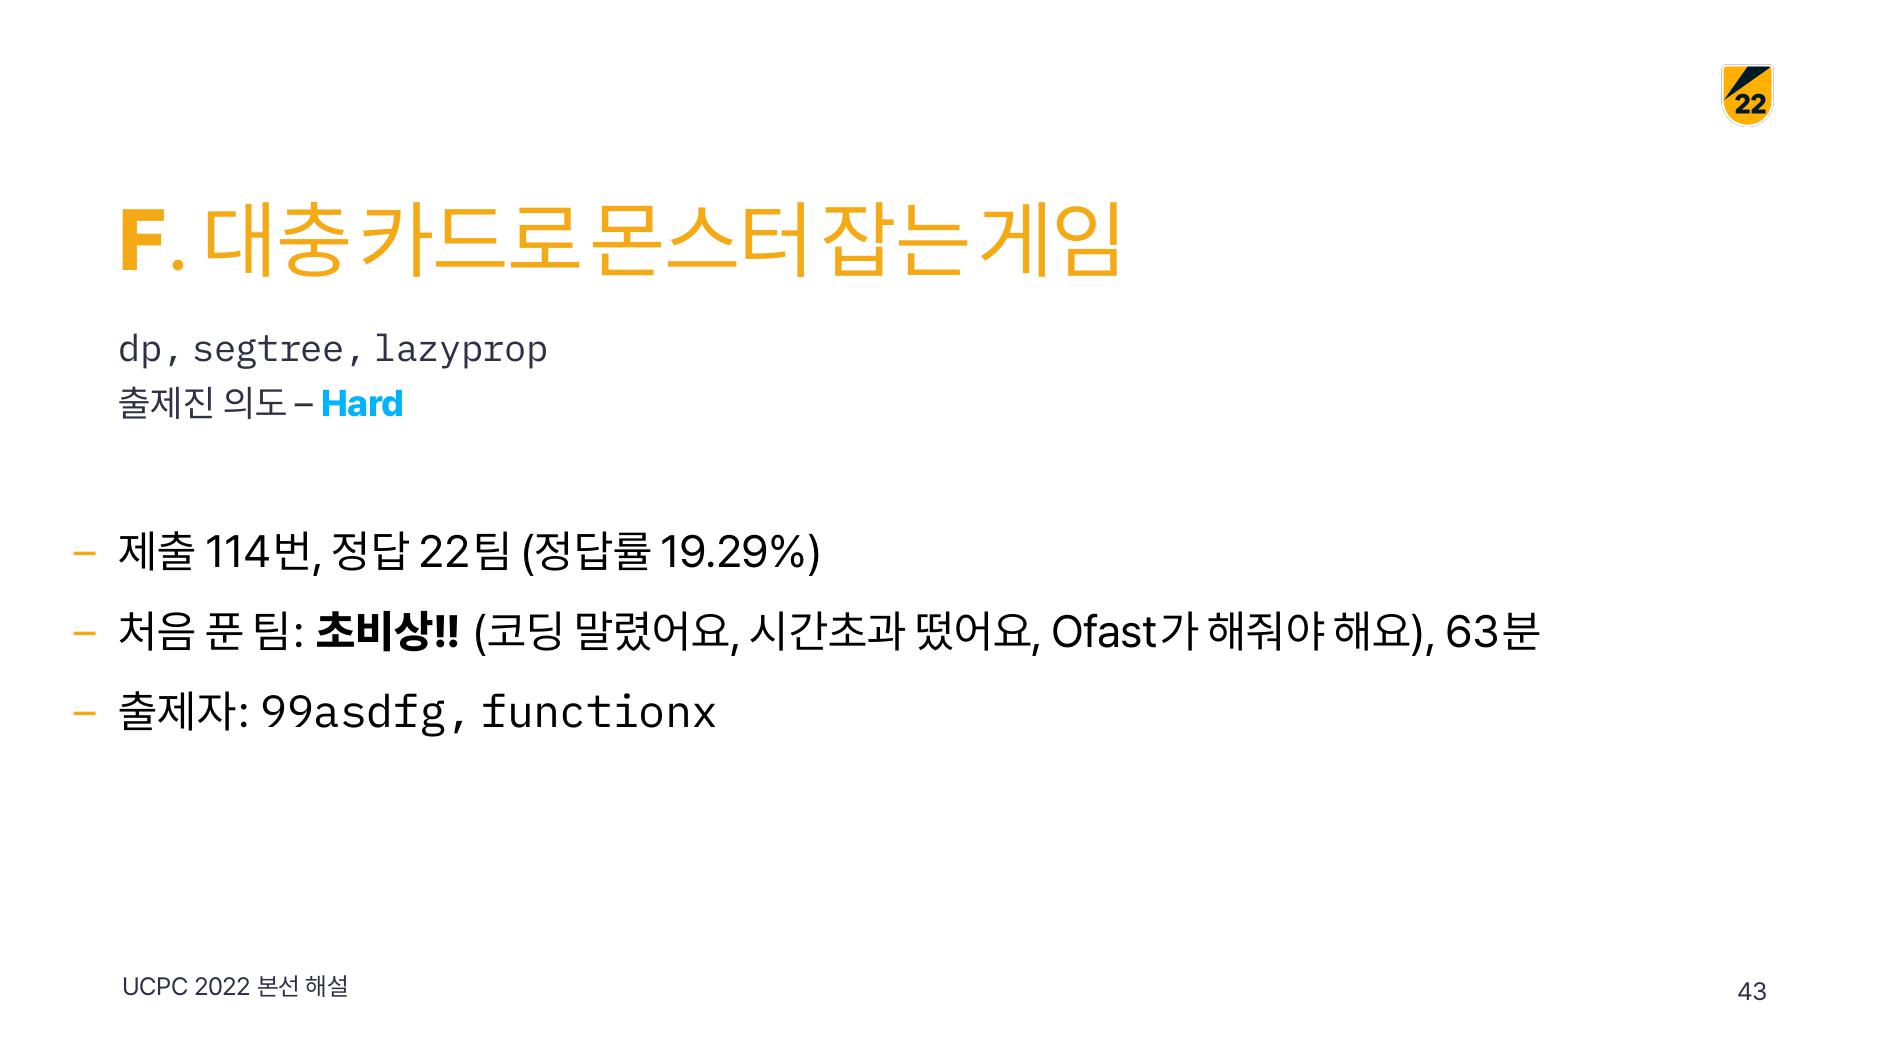 22
F. 대충 카드로 몬스터 잡는 게임
dp, segtree, lazyprop
출제진 의도 – Hard
– 제출 114번, 정답 22팀 (정답률 19.29%)
– 처음 푼 팀: 초비상!! (코딩 말렸어요, 시간초과 떴어요, Ofast가 해줘야 해요), 63분
– 출제자: 99asdfg, functionx
UCPC 2022 본선 해설
43